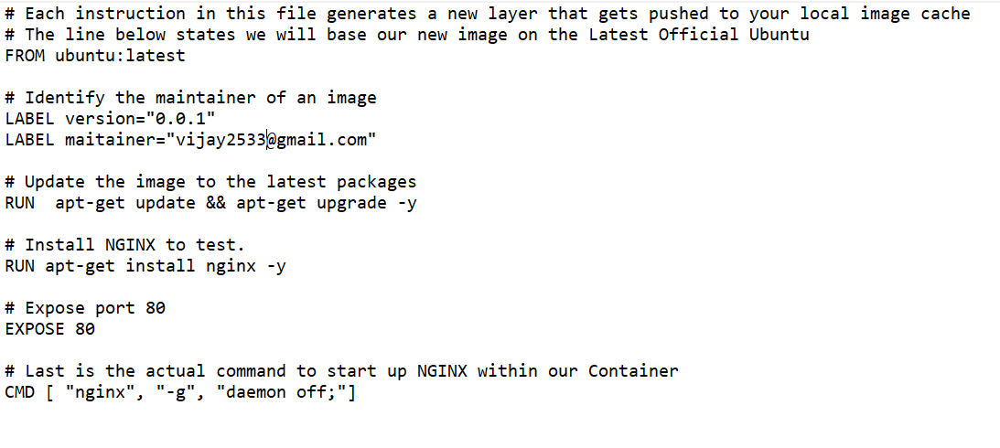 # Each instruction in this file generates a new layer that gets pushed to your local image cache
# The line below states we will base our new image on the Latest Official Ubuntu
FROM ubuntu:latest
# Identify the maintainer of an image
LABEL version="0.0.1"
LABEL maitainer="vijay2533@gmail.com"
# Update the image to the latest packages
RUN  apt-get update && apt-get upgrade -y
# Install NGINX to test.
RUN apt-get install nginx -y
# Expose port 80
EXPOSE 80
# Last is the actual command to start up NGINX within our Container
CMD [ "nginx", "-g", "daemon off;"]